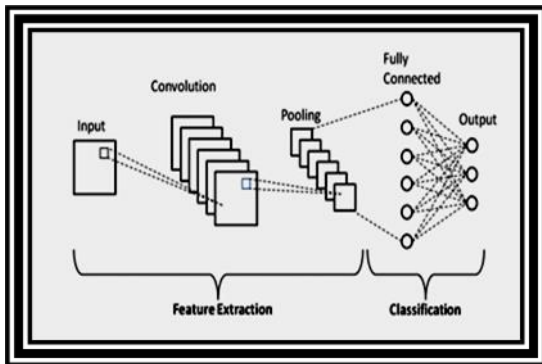 Fully
Connected
Convolution
Pooling
Output
Input
Feature Extraction
Classification